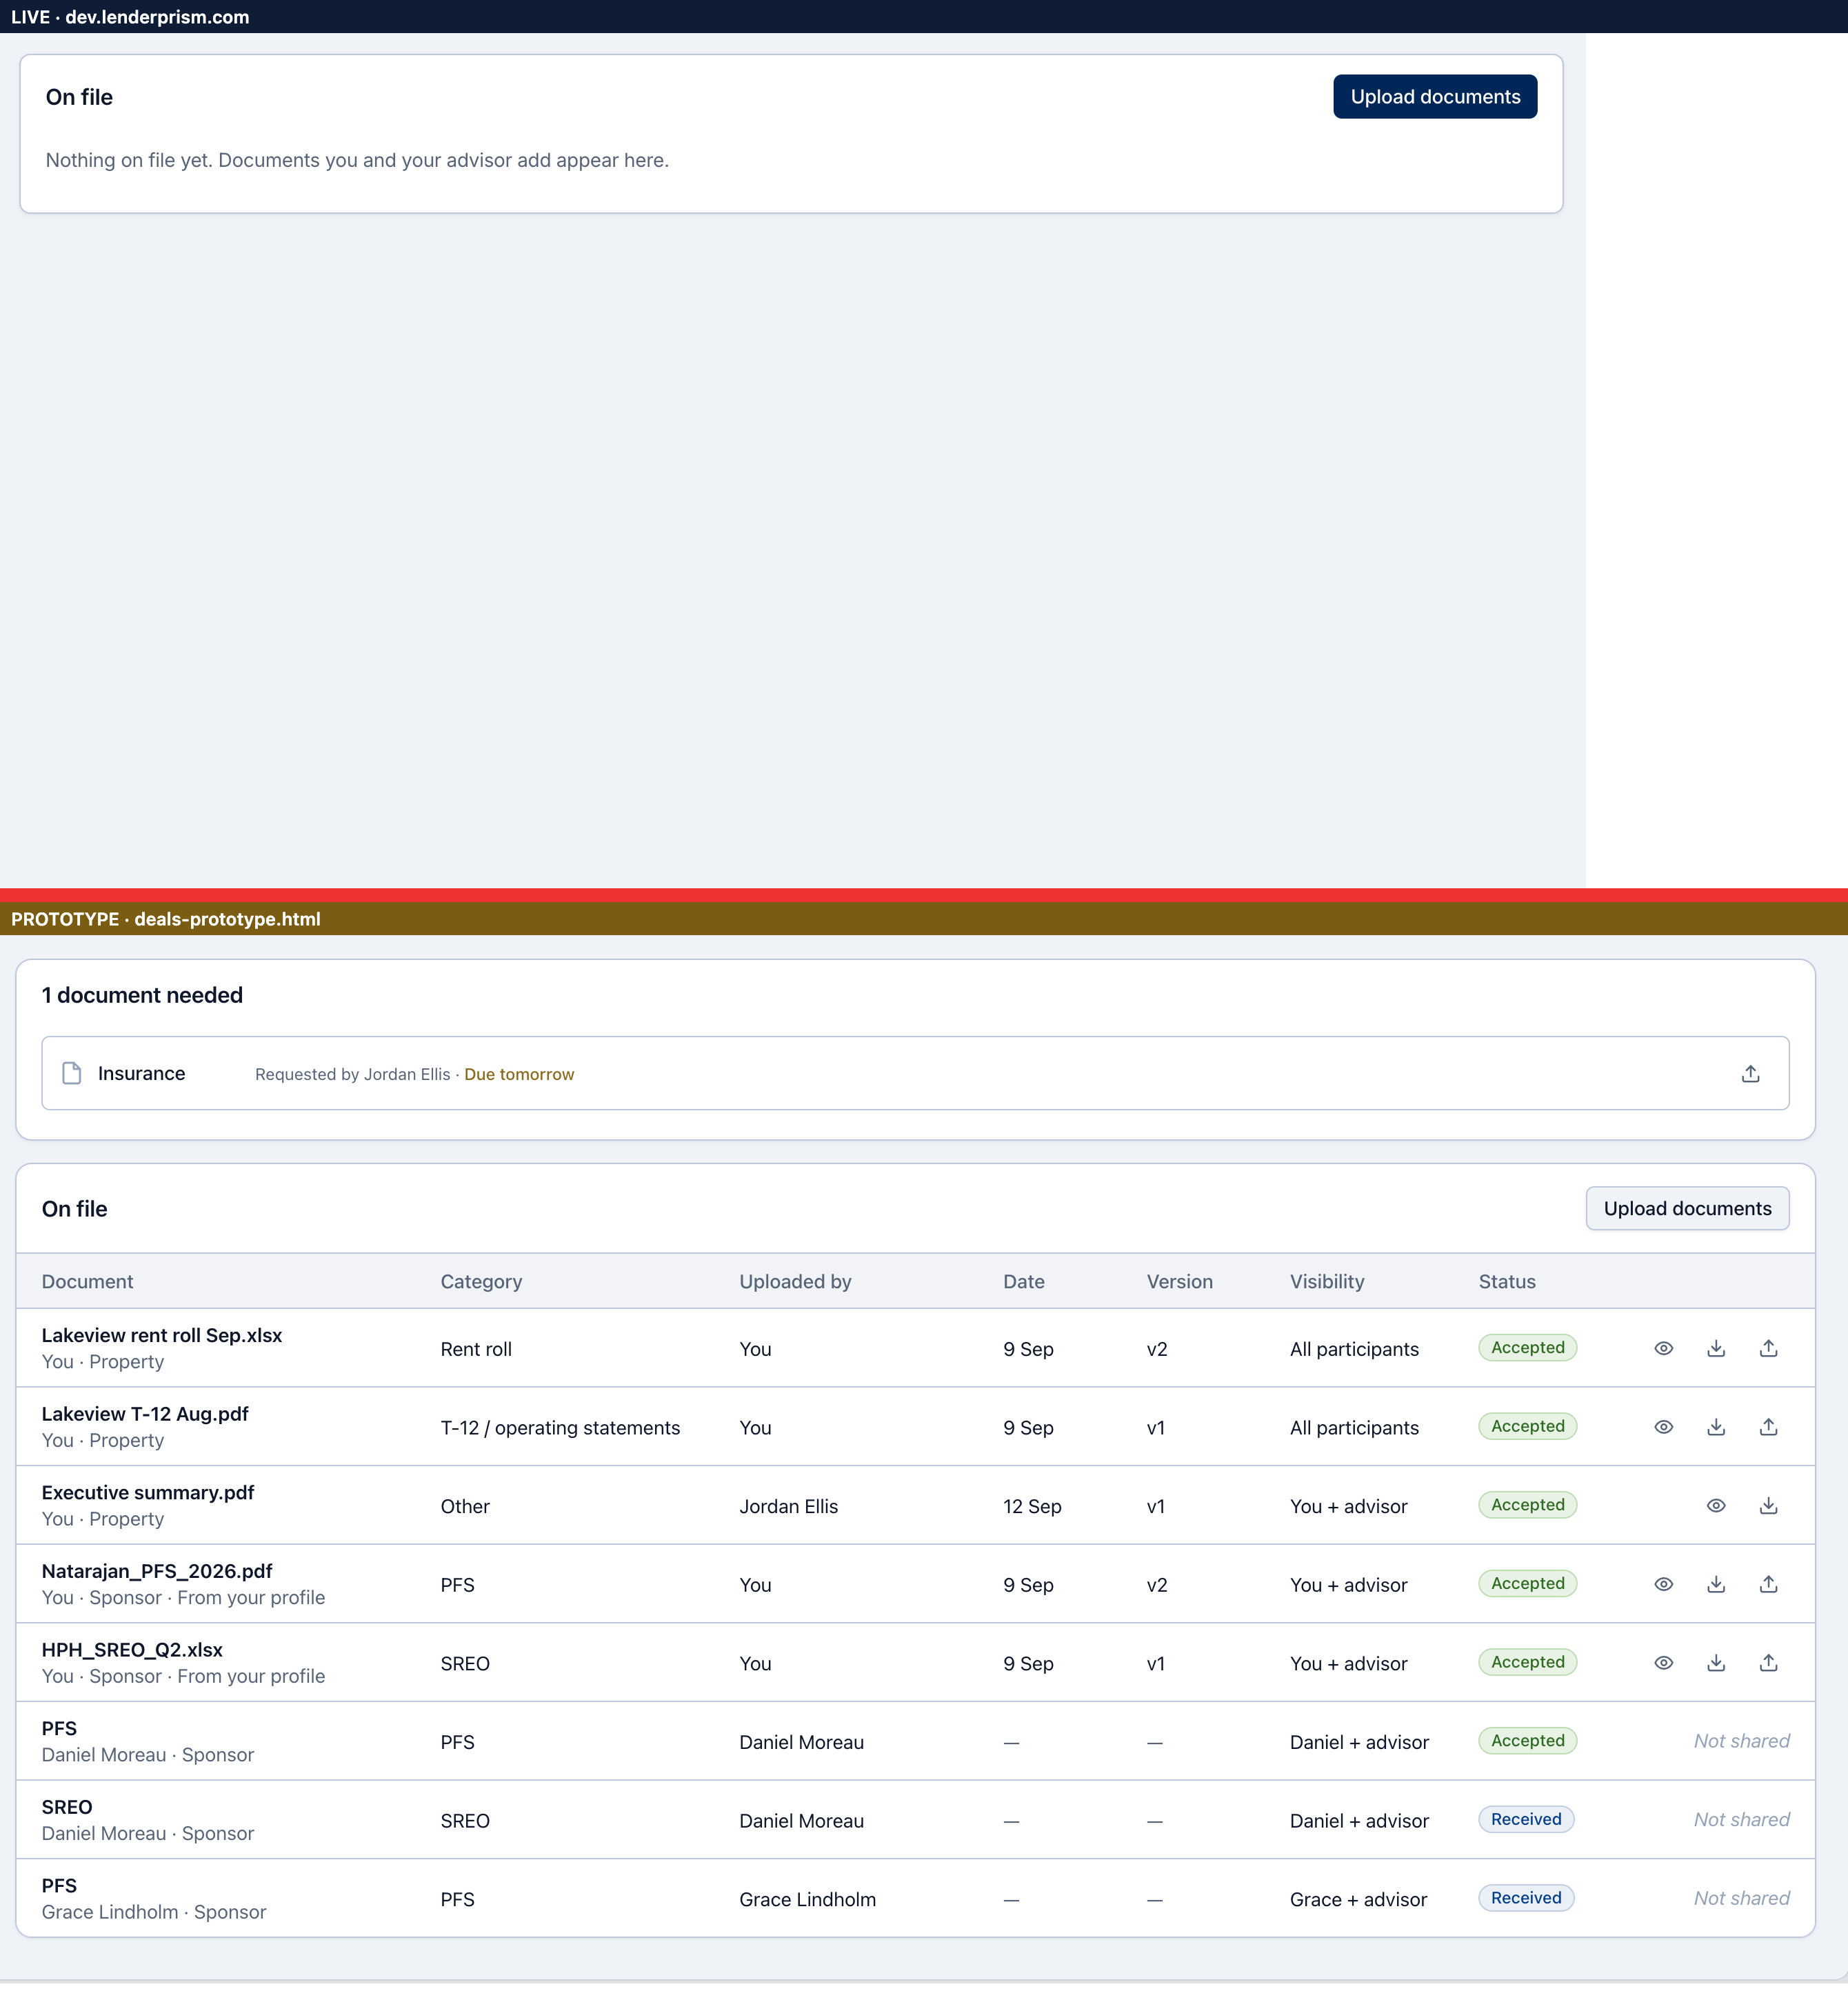 LIVE · dev.lenderprism.com
On file
Upload documents
Nothing on file yet. Documents you and your advisor add appear here.
PROTOTYPE · deals-prototype.html
1 document needed
Insurance Requested by Jordan Ellis · Due tomorrow
On file
Upload documents
Document Category Uploaded by Date Version Visibility Status
Lakeview rent roll Sep.xlsx
You · Property
Rent roll You 9 Sep v2 All participants Accepted
Lakeview T-12 Aug.pdf
You · Property
T-12 / operating statements You 9 Sep v1 All participants Accepted
Executive summary.pdf
You · Property
Other Jordan Ellis 12 Sep v1 You + advisor Accepted
Natarajan_PFS_2026.pdf
You · Sponsor · From your profile
PFS You 9 Sep v2 You + advisor Accepted
HPH_SREO_Q2.xlsx
You · Sponsor · From your profile
SREO You 9 Sep v1 You + advisor Accepted
PFS
Daniel Moreau · Sponsor
PFS Daniel Moreau — — Daniel + advisor Accepted Not shared
SREO
Daniel Moreau · Sponsor
SREO Daniel Moreau — — Daniel + advisor Received Not shared
PFS
Grace Lindholm · Sponsor
PFS Grace Lindholm — — Grace + advisor Received Not shared